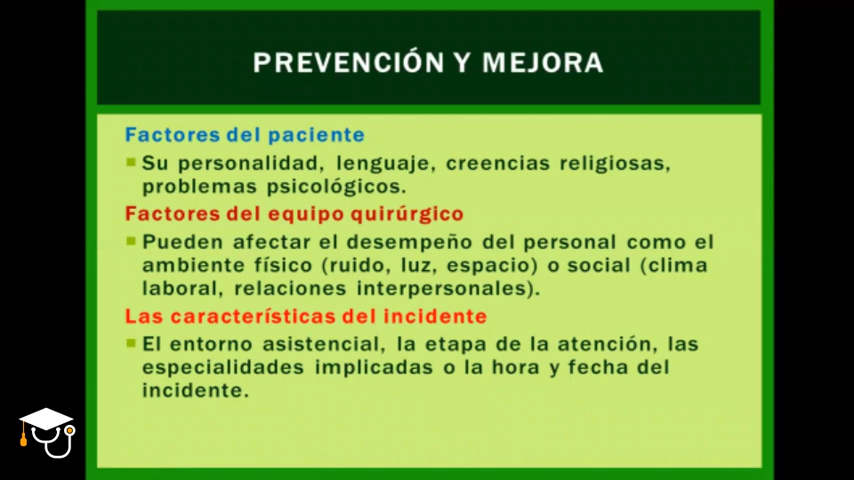 PREVENCIÓN Y MEJORA
Factores del paciente
Su personalidad, lenguaje, creencias religiosas,
problemas psicológicos.
Factores del equipo quirúrgico
Pueden afectar el desempeño del personal como el
ambiente físico (ruido, luz, espacio) o social (clima
laboral, relaciones interpersonales).
Las características del incidente
El entorno asistencial, la etapa de la atención, las
especialidades implicadas o la hora y fecha del
incidente.